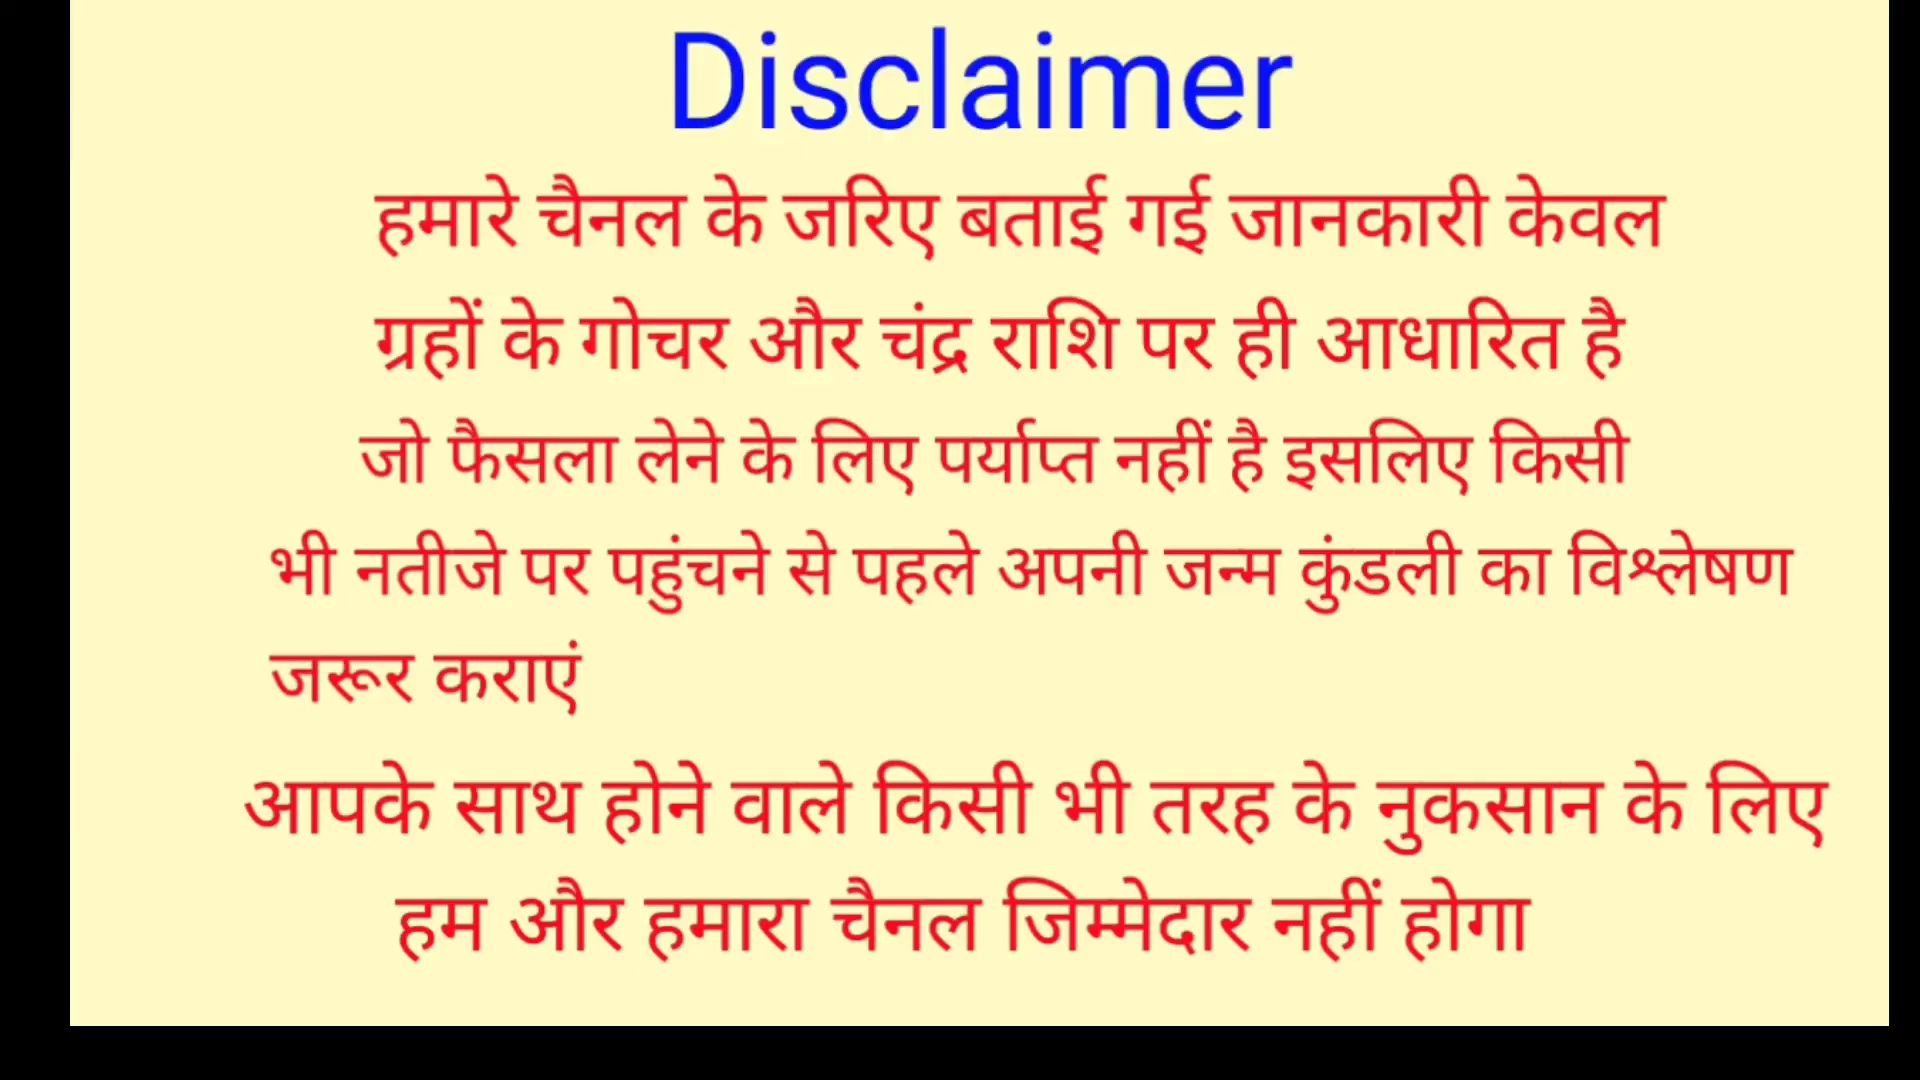 Disclaimer
हमारे चैनल के जरिए बताई गई जानकारी केवल
ग्रहों के गोचर और चंद्र राशि पर ही आधारित है
जो फैसला लेने के लिए पर्याप्त नहीं है इसलिए किसी
भी नतीजे पर पहुंचने से पहले अपनी जन्म कुंडली का विश्लेषण
जरूर कराएं
आपके साथ होने वाले किसी भी तरह के नुकसान के लिए
हम और हमारा चैनल जिम्मेदार नहीं होगा